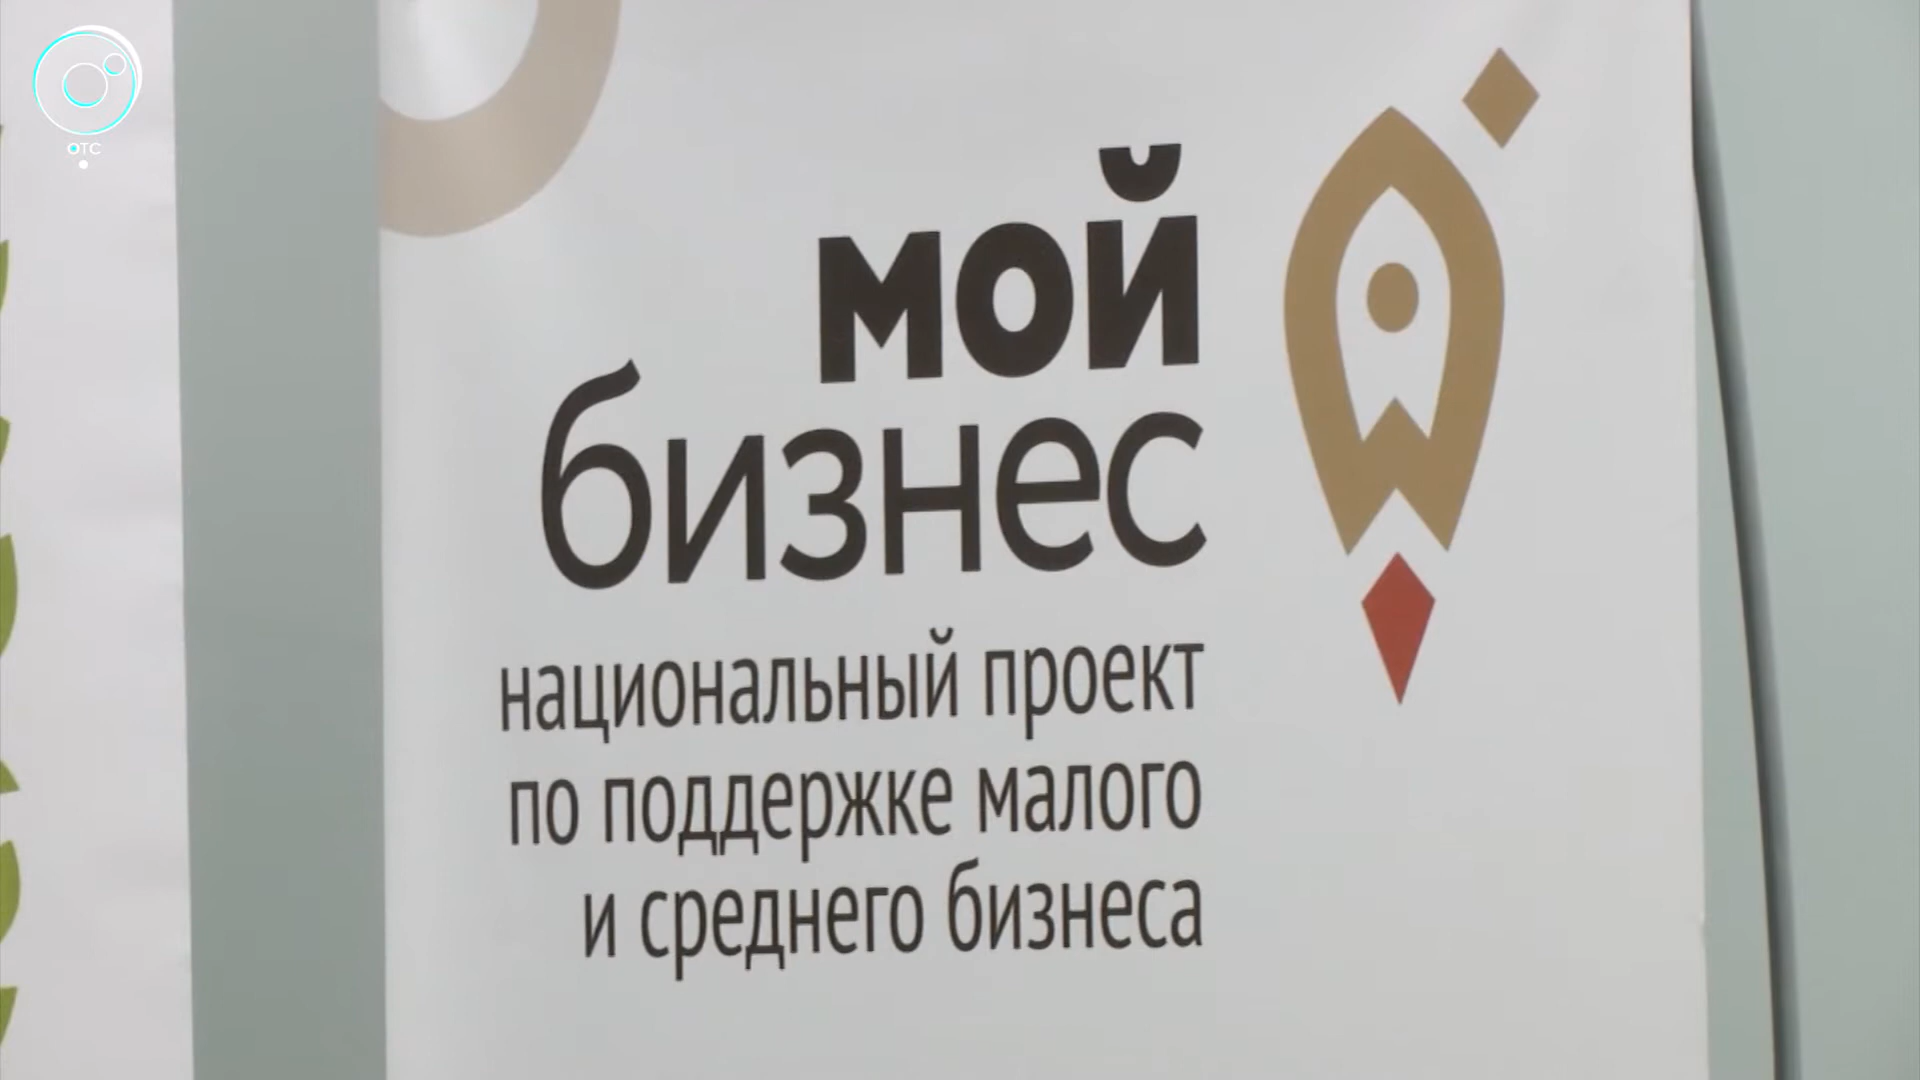 ОТС
мой
бизнес
национальный проект
по поддержке малого
и среднего бизнеса